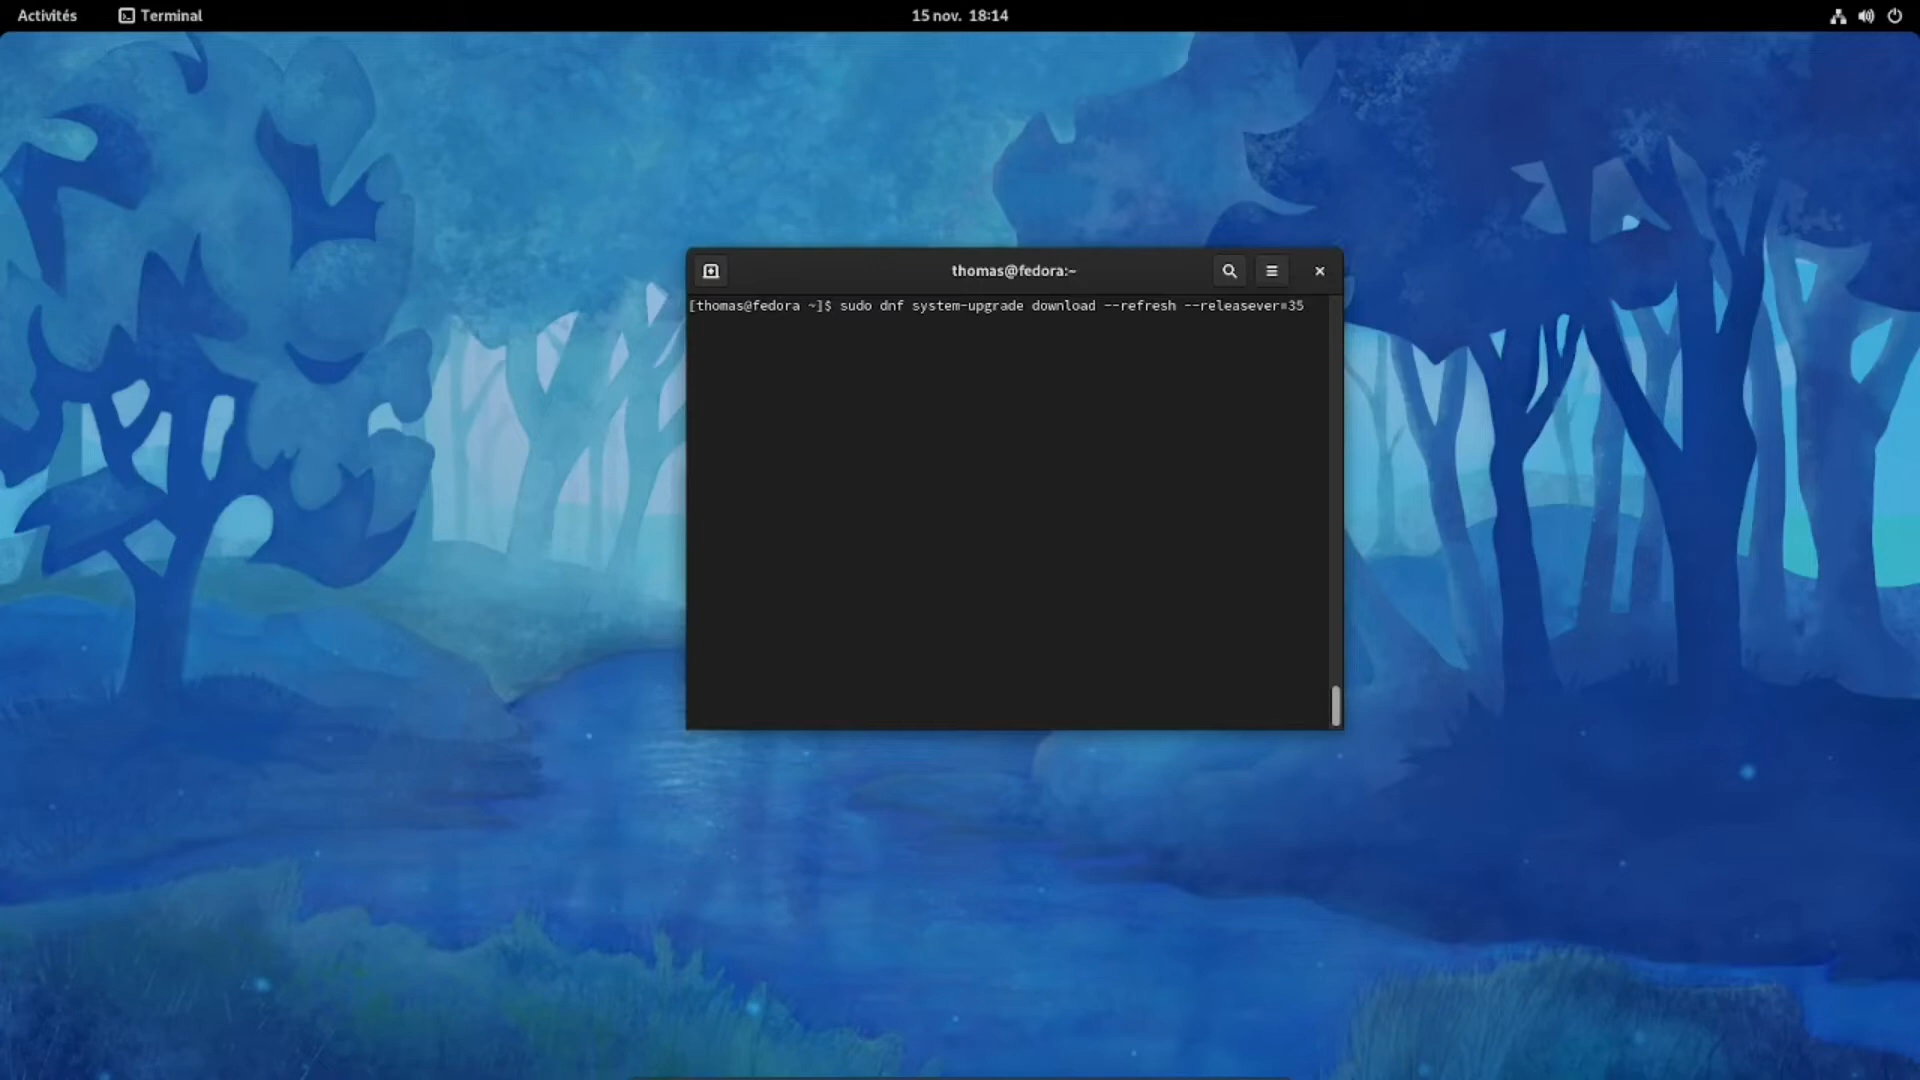 Activités Terminal 15 nov. 18:14
thomas@fedora:~
[thomas@fedora ~]$ sudo dnf system-upgrade download --refresh --releasever=35